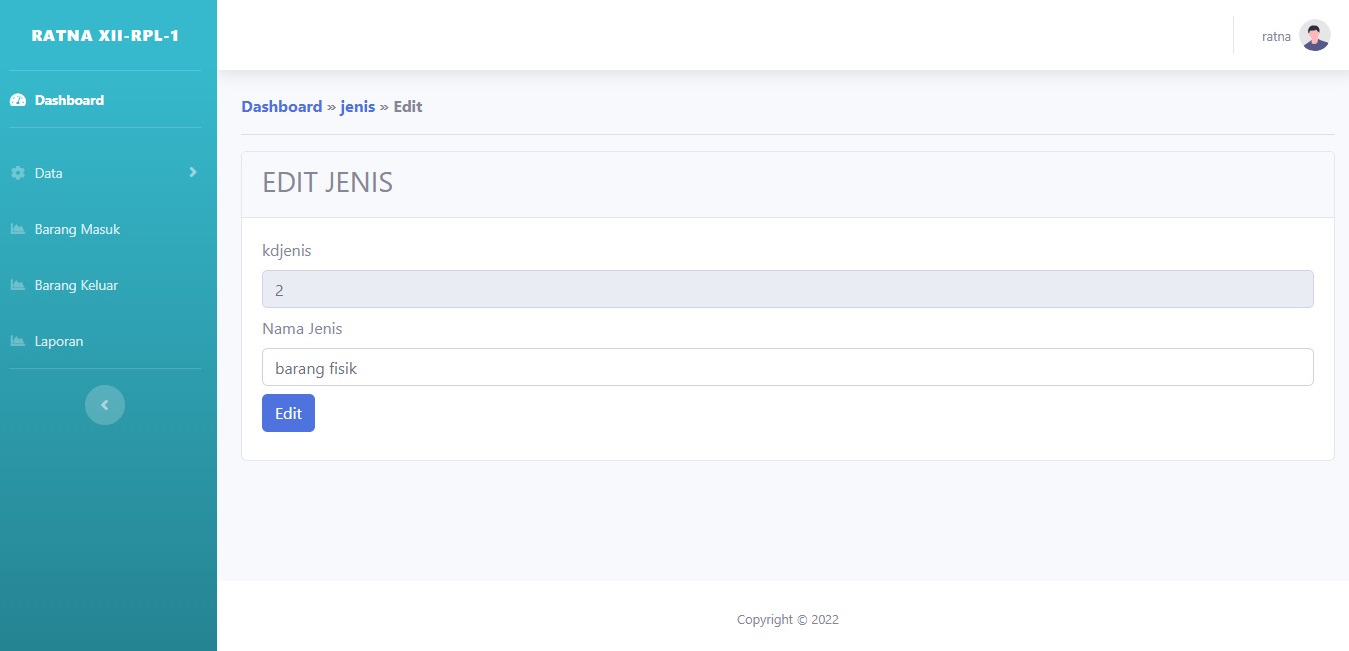 RATNA XII-RPL-1
Dashboard
Data
Barang Masuk
Barang Keluar
Laporan
ratna
Dashboard » jenis » Edit
EDIT JENIS
kdjenis
2
Nama Jenis
barang fisik
Edit
Copyright © 2022